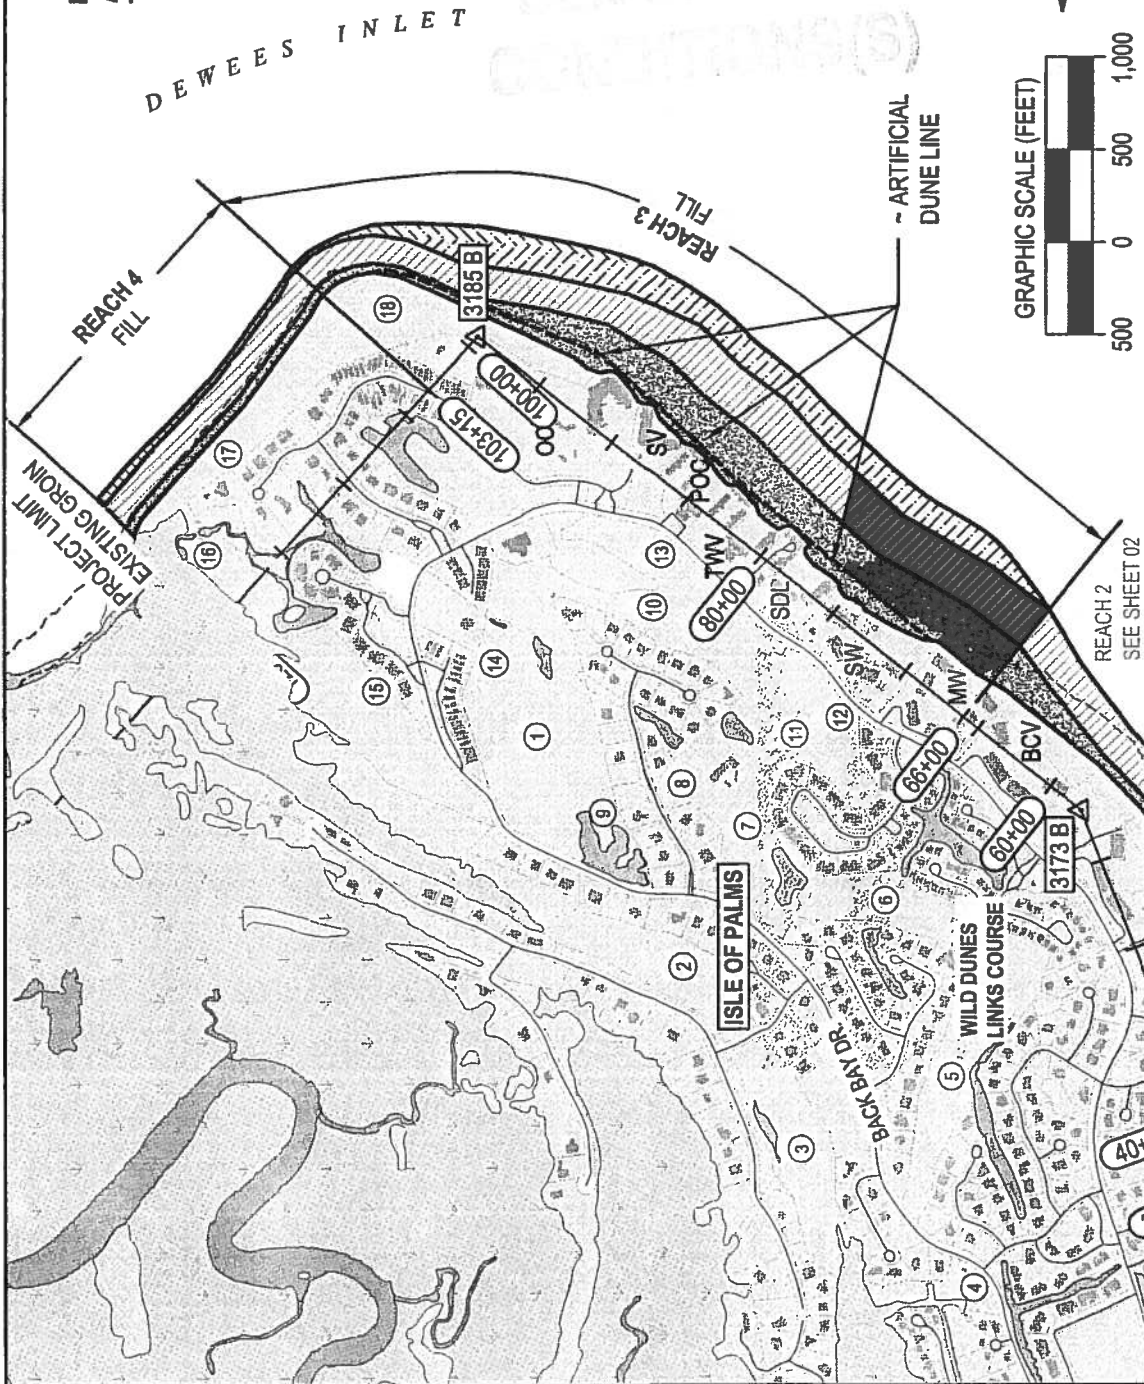 DEWEES INLET
REACH 4
FILL
PROJECT LIMIT
EXISTING GROIN
REACH 3
FILL
~ ARTIFICIAL
DUNE LINE
GRAPHIC SCALE (FEET)
500
0
500
1,000
3185 B
18
17
16
15
14
13
12
11
10
9
8
7
6
5
4
3
2
1
103+15
100+00
OO
SV
POC
TWV
80+00
SDL
SW
MW
66+00
BCV
60+00
3173 B
REACH 2
SEE SHEET 02
ISLE OF PALMS
WILD DUNES
LINKS COURSE
BACK BAY DR.